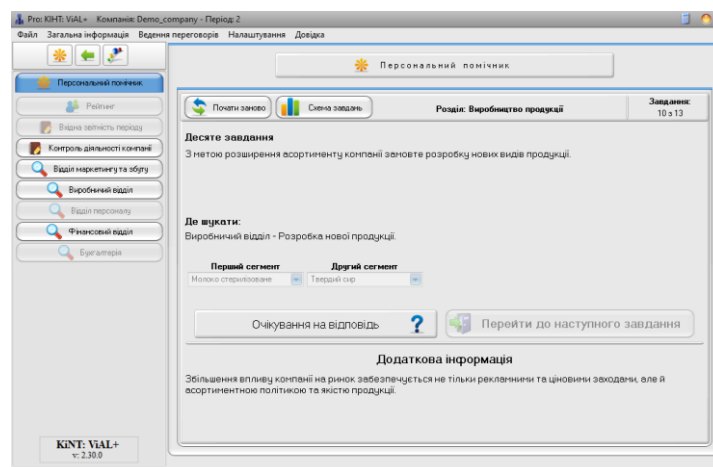 Pro: КІНТ: ViAL+ Компанія: Demo_company - Період: 2
Файл Загальна інформація Ведення переговорів Налаштування Довідка
Персональний помічник
Персональний помічник
Рейтинг
Вхідна звітність періоду
Контроль діяльності компанії
Відділ маркетингу та збуту
Виробничий відділ
Відділ персоналу
Фінансовий відділ
Бухгалтерія
Почати заново
Схема завдань
Розділ: Виробництво продукції
Завдання:
10 з 13
Десяте завдання
З метою розширення асортименту компанії замовте розробку нових видів продукції.
Де шукати:
Виробничий відділ - Розробка нової продукції.
Перший сегмент Другий сегмент
Молоко стерилізоване Твердий сир
Очікування на відповідь ?
Перейти до наступного завдання
Додаткова інформація
Збільшення впливу компанії на ринок забезпечується не тільки рекламними та ціновими заходами, але й
асортиментною політикою та якістю продукції.
KiNT: ViAL+
v: 2.30.0